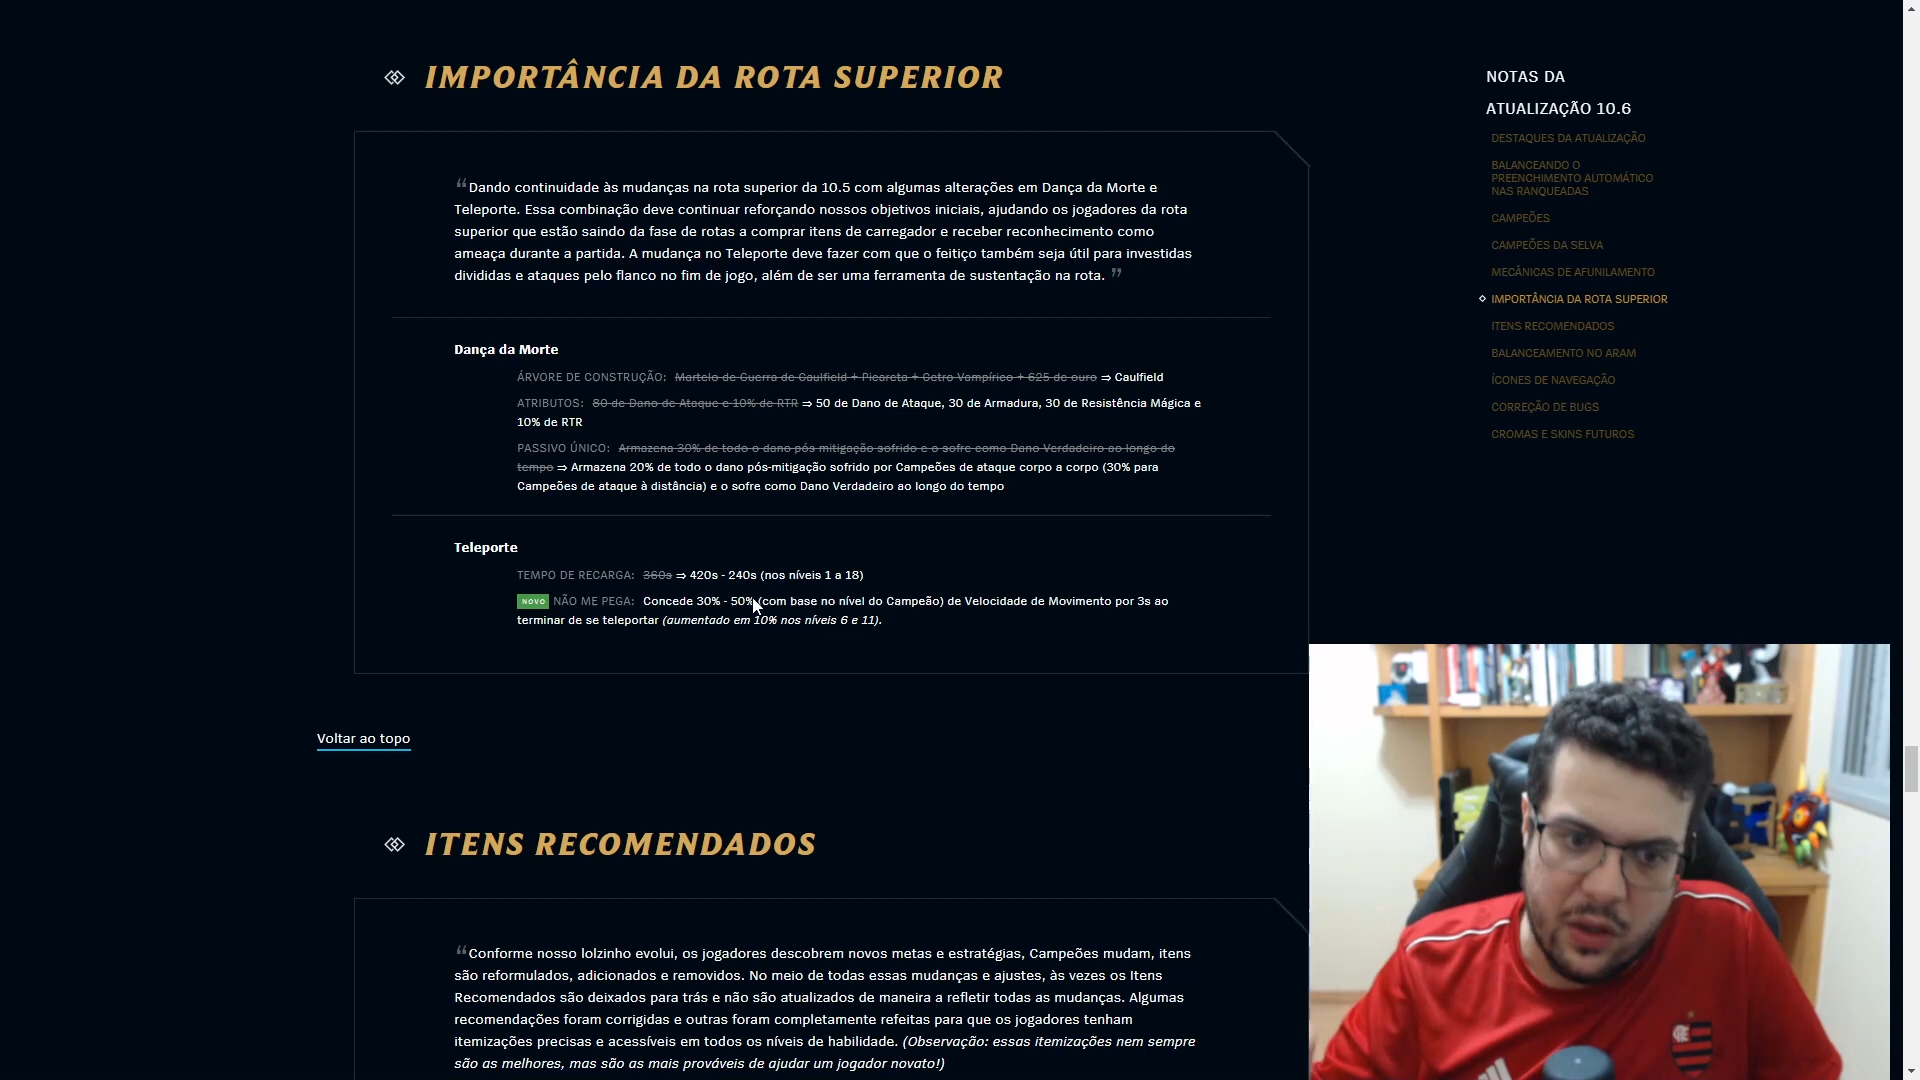 IMPORTÂNCIA DA ROTA SUPERIOR
“Dando continuidade às mudanças na rota superior da 10.5 com algumas alterações em Dança da Morte e
Teleporte. Essa combinação deve continuar reforçando nossos objetivos iniciais, ajudando os jogadores da rota
superior que estão saindo da fase de rotas a comprar itens de carregador e receber reconhecimento como
ameaça durante a partida. A mudança no Teleporte deve fazer com que o feitiço também seja útil para investidas
divididas e ataques pelo flanco no fim de jogo, além de ser uma ferramenta de sustentação na rota. ”
Dança da Morte
ÁRVORE DE CONSTRUÇÃO: Martelo de Guerra de Caulfield + Picareta + Cetro Vampírico + 625 de ouro ⇒ Caulfield
ATRIBUTOS: 80 de Dano de Ataque e 10% de RTR ⇒ 50 de Dano de Ataque, 30 de Armadura, 30 de Resistência Mágica e
10% de RTR
PASSIVO ÚNICO: Armazena 30% de todo o dano pós mitigação sofrido e o sofre como Dano Verdadeiro ao longo do
tempo ⇒ Armazena 20% de todo o dano pós-mitigação sofrido por Campeões de ataque corpo a corpo (30% para
Campeões de ataque à distância) e o sofre como Dano Verdadeiro ao longo do tempo
Teleporte
TEMPO DE RECARGA: 360s ⇒ 420s - 240s (nos níveis 1 a 18)
NOVO NÃO ME PEGA: Concede 30% - 50% (com base no nível do Campeão) de Velocidade de Movimento por 3s ao
terminar de se teleportar (aumentado em 10% nos níveis 6 e 11).
Voltar ao topo
ITENS RECOMENDADOS
“Conforme nosso lolzinho evolui, os jogadores descobrem novos metas e estratégias, Campeões mudam, itens
são reformulados, adicionados e removidos. No meio de todas essas mudanças e ajustes, às vezes os Itens
Recomendados são deixados para trás e não são atualizados de maneira a refletir todas as mudanças. Algumas
recomendações foram corrigidas e outras foram completamente refeitas para que os jogadores tenham
itemizações precisas e acessíveis em todos os níveis de habilidade. (Observação: essas itemizações nem sempre
são as melhores, mas são as mais prováveis de ajudar um jogador novato!)
NOTAS DA
ATUALIZAÇÃO 10.6
DESTAQUES DA ATUALIZAÇÃO
BALANCEANDO O
PREENCHIMENTO AUTOMÁTICO
NAS RANQUEADAS
CAMPEÕES
CAMPEÕES DA SELVA
MECÂNICAS DE AFUNILAMENTO
IMPORTÂNCIA DA ROTA SUPERIOR
ITENS RECOMENDADOS
BALANCEAMENTO NO ARAM
ÍCONES DE NAVEGAÇÃO
CORREÇÃO DE BUGS
CROMAS E SKINS FUTUROS